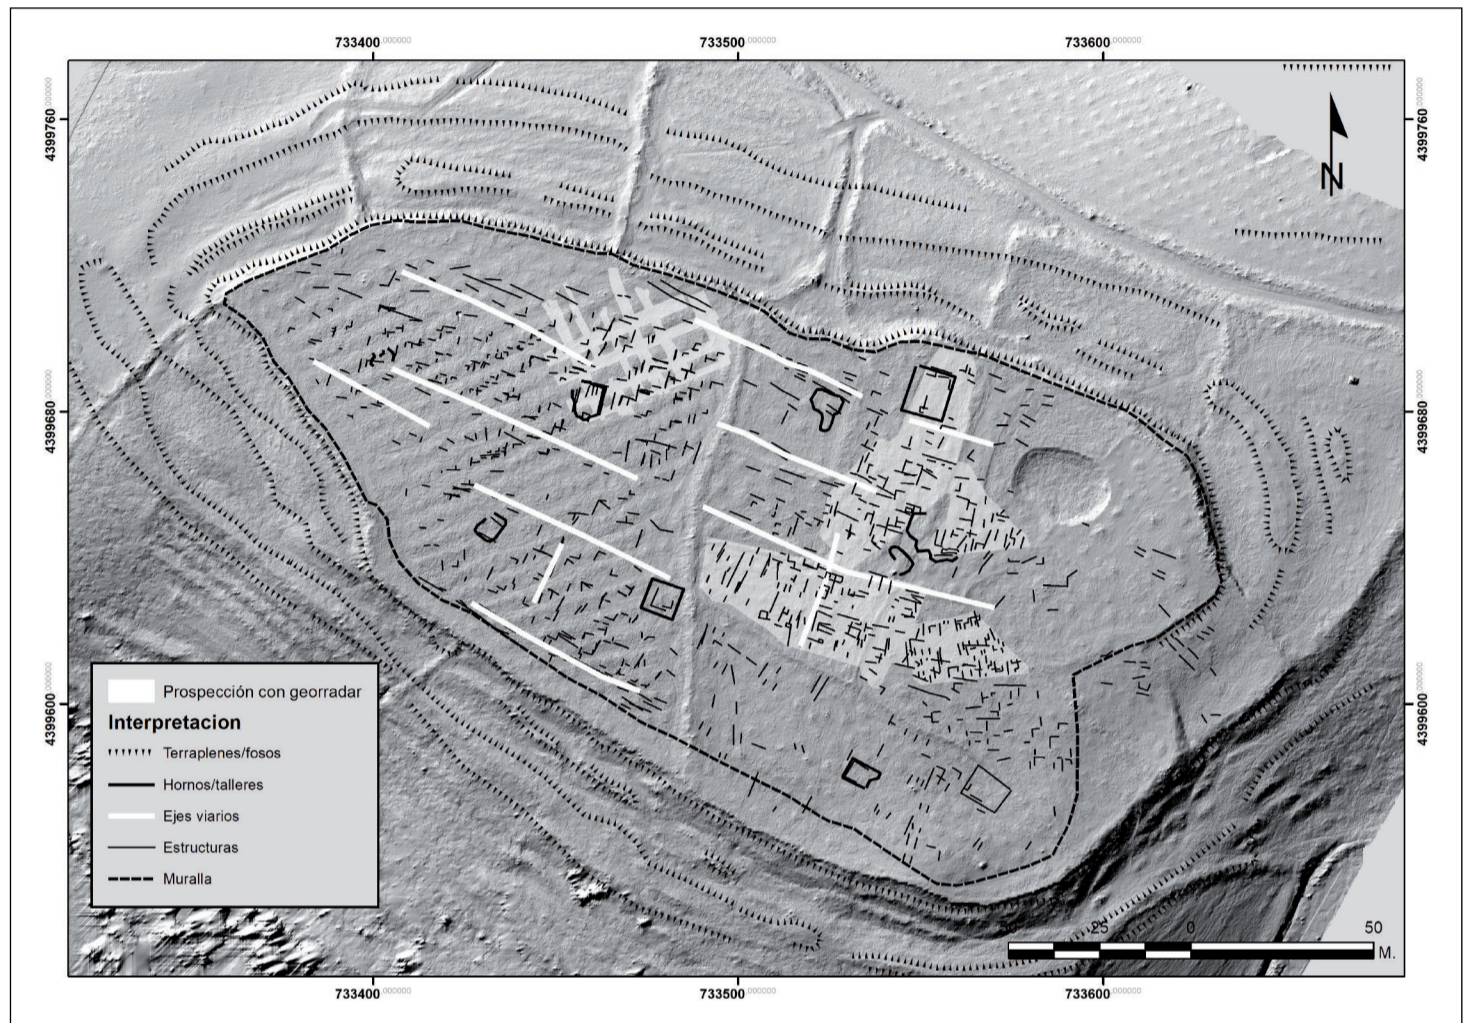 733400.000000 733500.000000 733600.000000
4399760.000000 4399760.000000
N
4399680.000000 4399680.000000
4399600.000000 4399600.000000
Prospección con georradar
Interpretacion
Terraplenes/fosos
Hornos/talleres
Ejes viarios
Estructuras
Muralla
50 25 0 50
M.
733400.000000 733500.000000 733600.000000